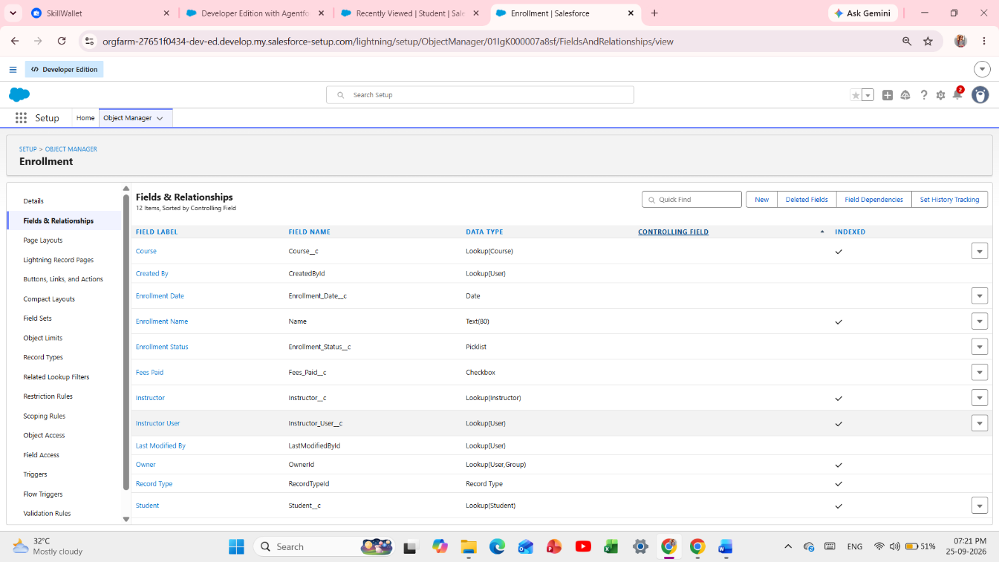 SkillWallet
Developer Edition with Agentfo
Recently Viewed | Student | Sale
Enrollment | Salesforce
Ask Gemini
orgfarm-27651f0434-dev-ed.develop.my.salesforce-setup.com/lightning/setup/ObjectManager/01IgK000007a8sf/FieldsAndRelationships/view
Developer Edition
Search Setup
2
Setup
Home
Object Manager
SETUP > OBJECT MANAGER
Enrollment
Details
Fields & Relationships
Page Layouts
Lightning Record Pages
Buttons, Links, and Actions
Compact Layouts
Field Sets
Object Limits
Record Types
Related Lookup Filters
Restriction Rules
Scoping Rules
Object Access
Field Access
Triggers
Flow Triggers
Validation Rules
Fields & Relationships
12 Items, Sorted by Controlling Field
Quick Find
New
Deleted Fields
Field Dependencies
Set History Tracking
FIELD LABEL FIELD NAME DATA TYPE CONTROLLING FIELD INDEXED
Course Course__c Lookup(Course)
Created By CreatedById Lookup(User)
Enrollment Date Enrollment_Date__c Date
Enrollment Name Name Text(80)
Enrollment Status Enrollment_Status__c Picklist
Fees Paid Fees_Paid__c Checkbox
Instructor Instructor__c Lookup(Instructor)
Instructor User Instructor_User__c Lookup(User)
Last Modified By LastModifiedById Lookup(User)
Owner OwnerId Lookup(User,Group)
Record Type RecordTypeId Record Type
Student Student__c Lookup(Student)
32°C
Mostly cloudy
Search
ENG
51%
07:21 PM
25-09-2026